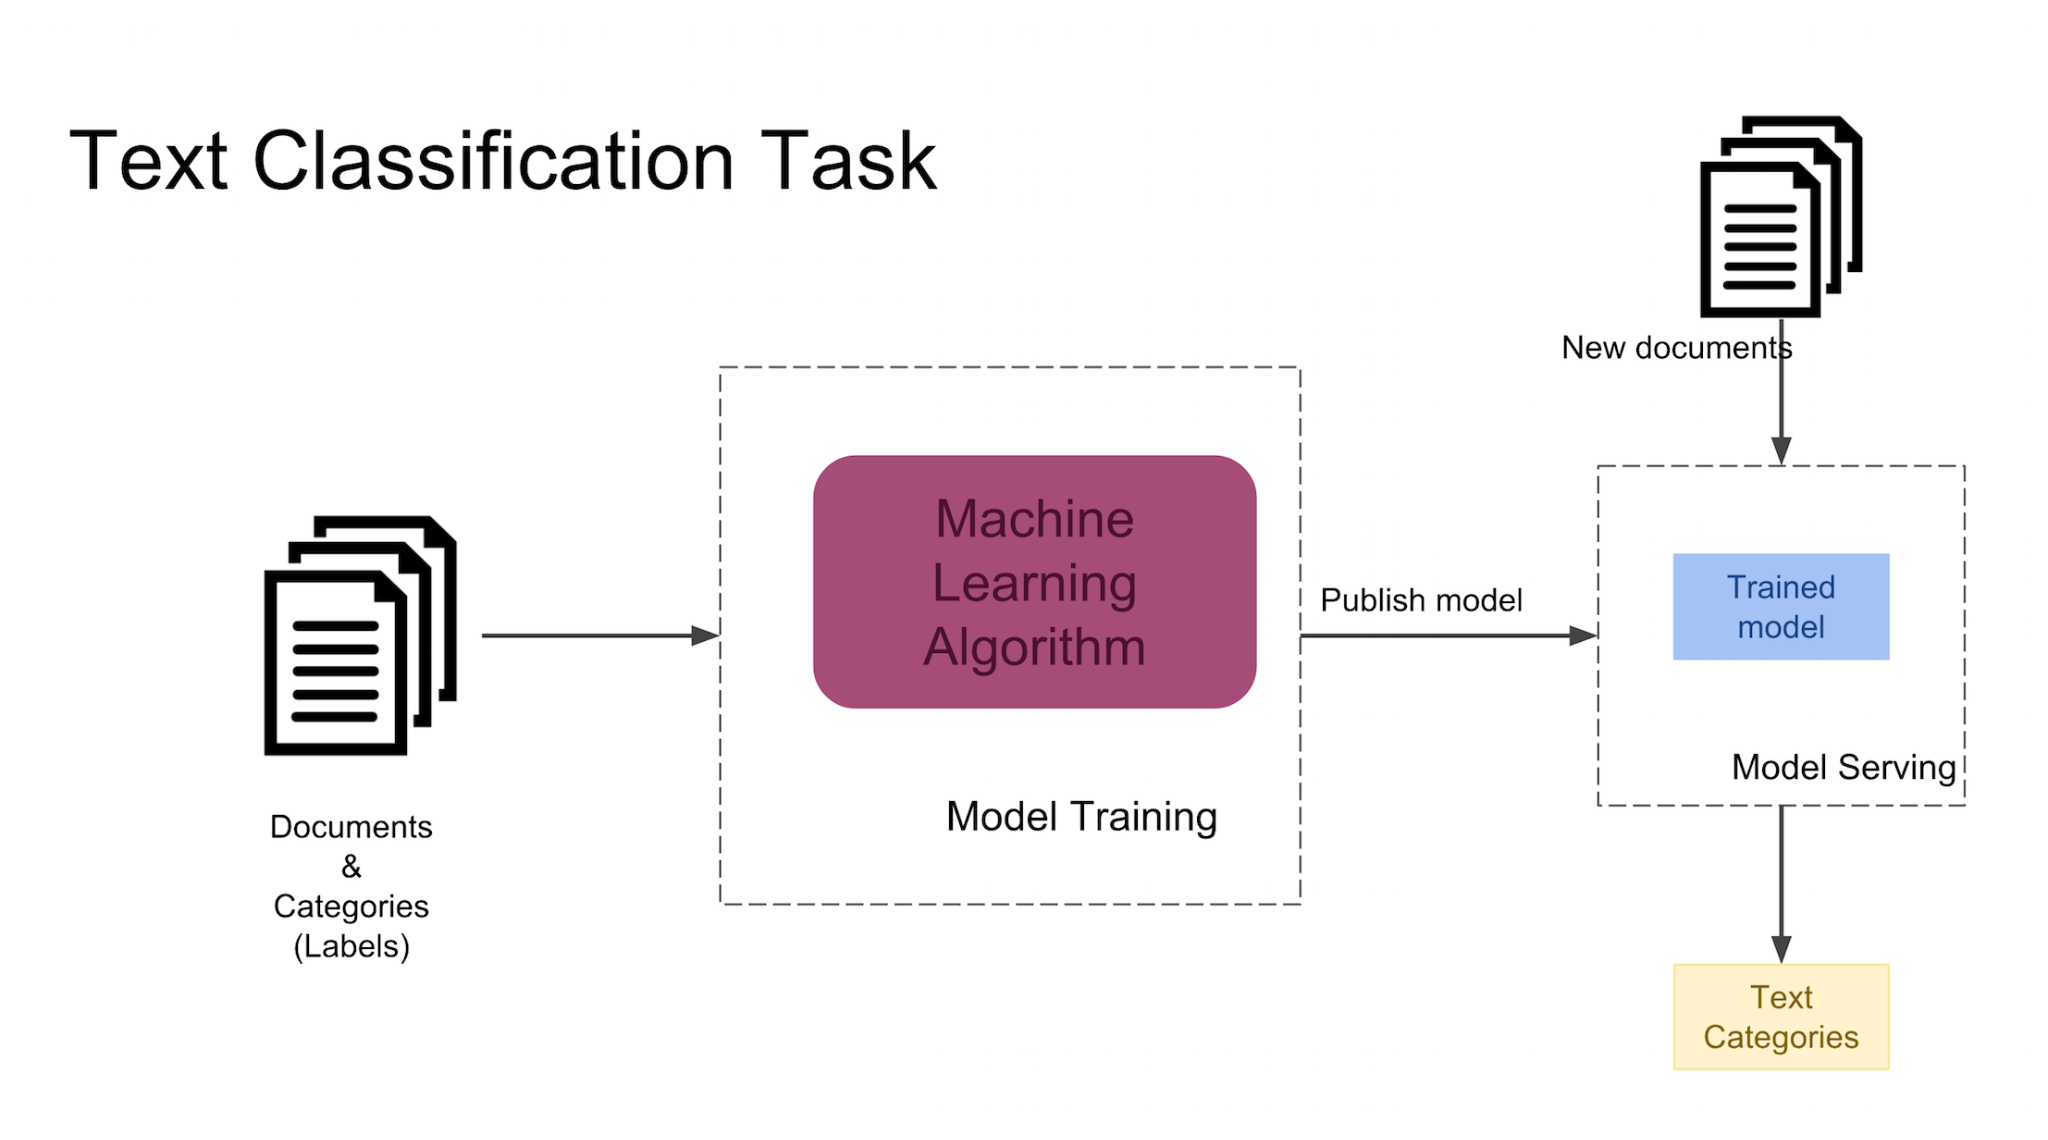 Text Classification Task
New documents
Machine
Learning
Algorithm
Publish model
Trained
model
Model Serving
Model Training
Documents
&
Categories
(Labels)
Text
Categories